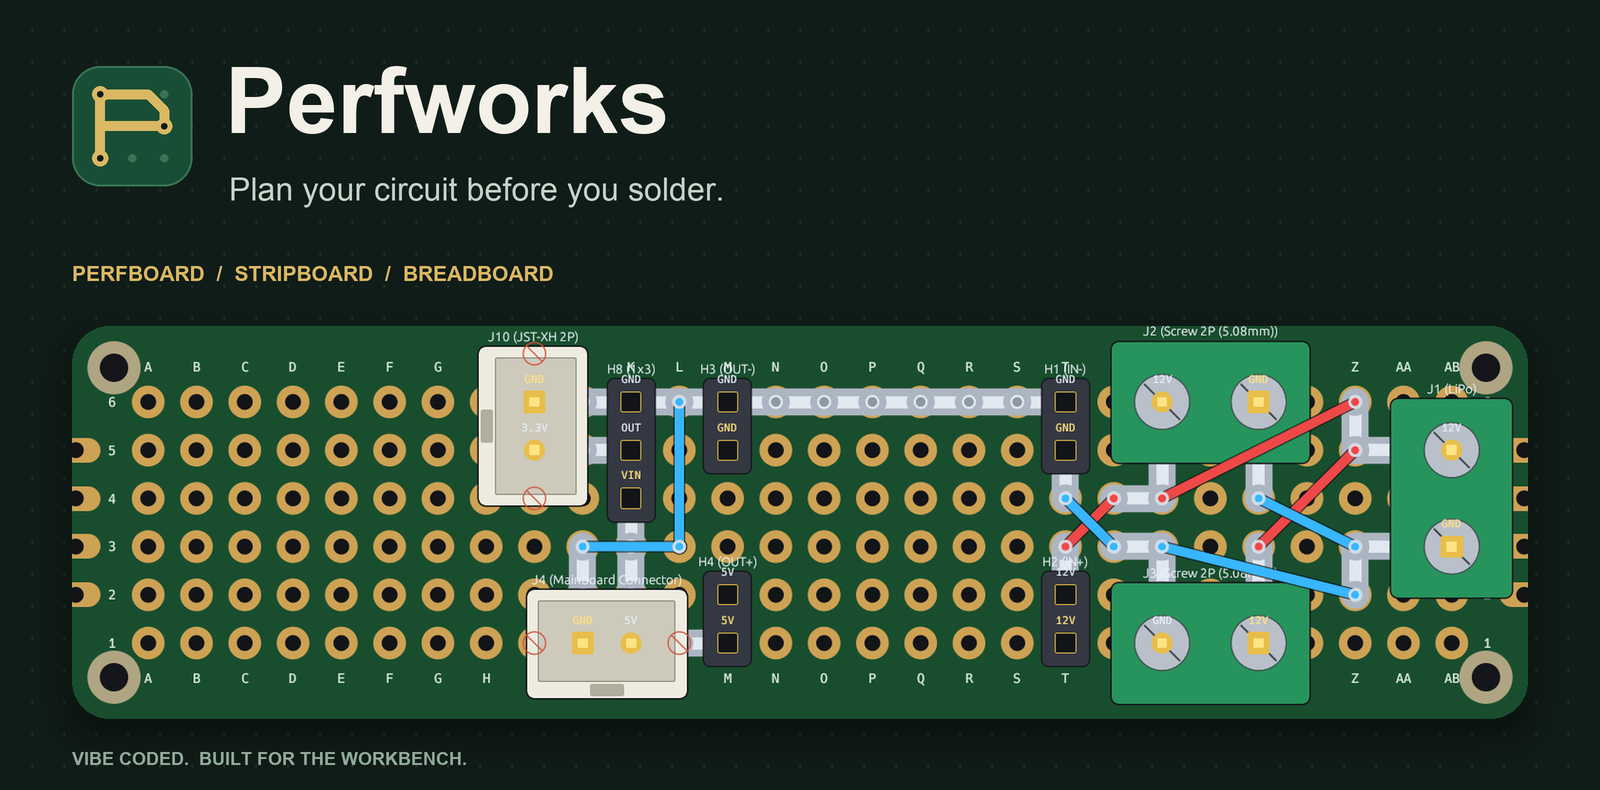 Perfworks
Plan your circuit before you solder.
PERFBOARD / STRIPBOARD / BREADBOARD
J10 (JST-XH 2P)
J2 (Screw 2P (5.08mm))
A B C D E F G L N O P Q R S Z AA AB
H3 (OUT-)
H1 (IN-)
J1 (LiPo)
GND GND GND GND 12V GND
6
3.3V OUT GND GND 12V
5
VIN
4
GND
3
H4 (OUT+)
H2 (IN+)
J4 (Mainboard Connector)
5V 12V
2
GND 5V 5V 12V GND 12V
1 1
A B C D E F G H M N O P Q R S T Z AA AB
VIBE CODED. BUILT FOR THE WORKBENCH.